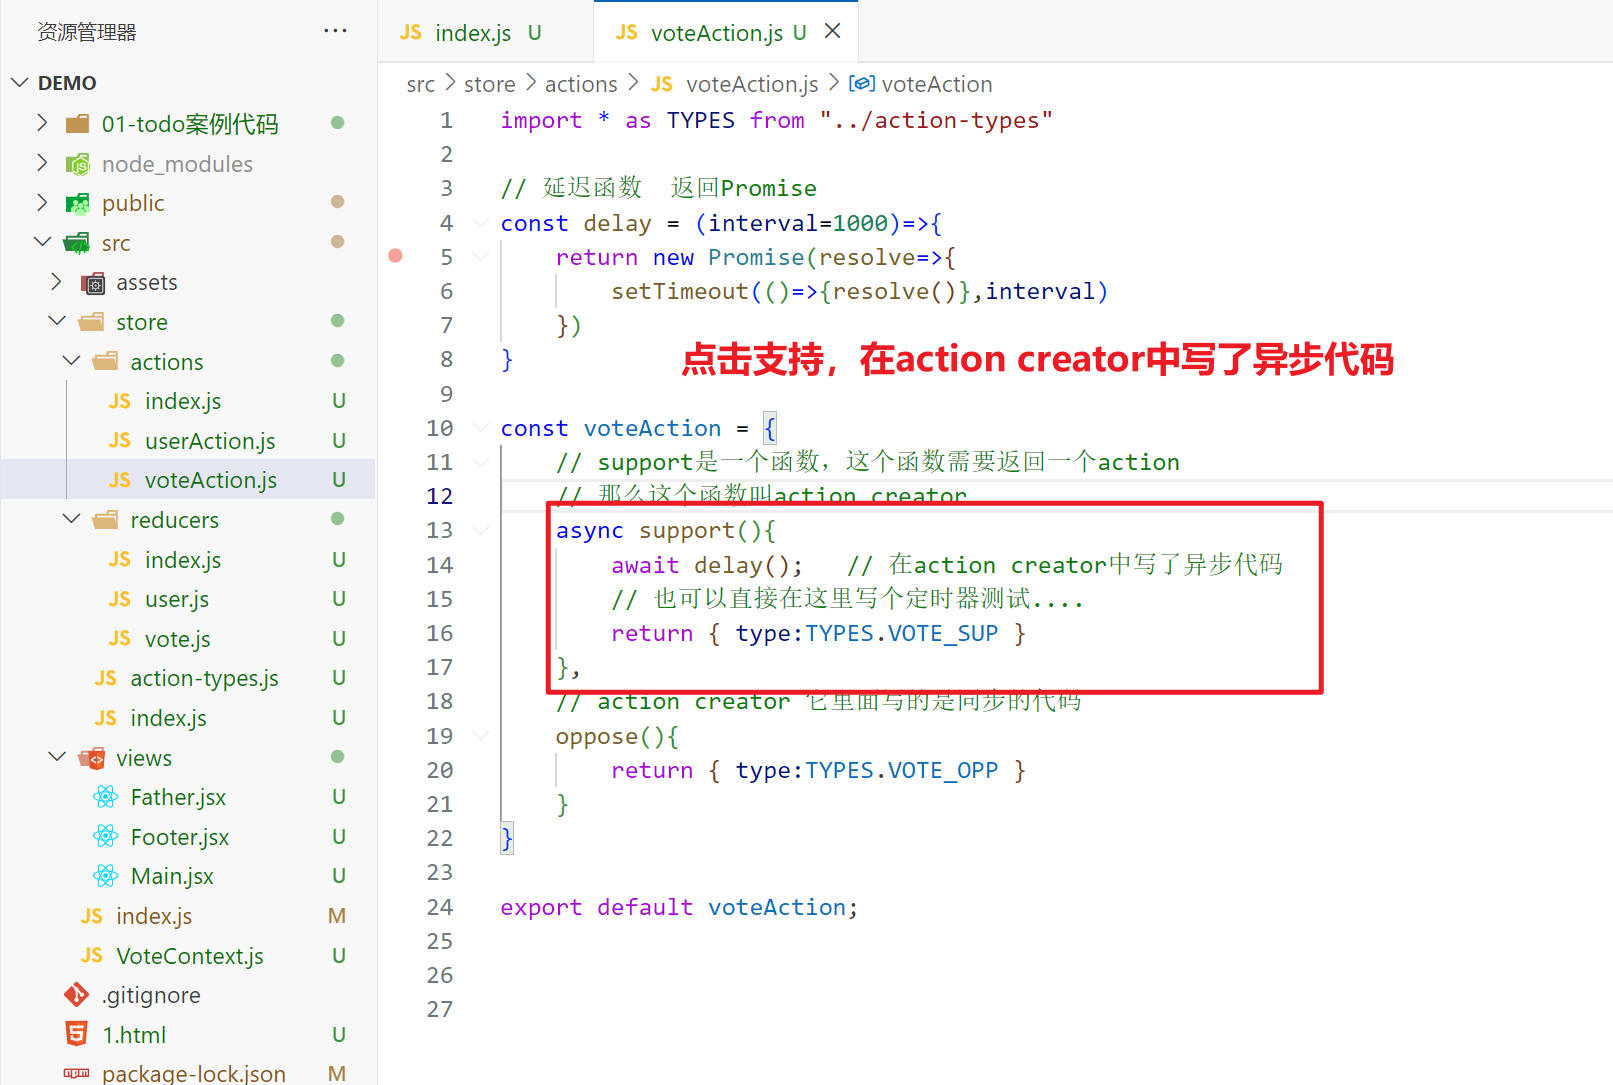 资源管理器 ···
DEMO
01-todo案例代码
node_modules
public
src
assets
store
actions
JS index.js U
JS userAction.js U
JS voteAction.js U
reducers
JS index.js U
JS user.js U
JS vote.js U
JS action-types.js U
JS index.js U
views
Father.jsx U
Footer.jsx U
Main.jsx U
JS index.js M
JS VoteContext.js U
.gitignore
1.html U
package-lock.json M
JS index.js U
JS voteAction.js U
src > store > actions > JS voteAction.js > voteAction
1 import * as TYPES from "../action-types"
2
3 // 延迟函数  返回Promise
4 const delay = (interval=1000)=>{
5     return new Promise(resolve=>{
6         setTimeout(()=>{resolve()},interval)
7     })
8 }
点击支持，在action creator中写了异步代码
9
10 const voteAction = {
11     // support是一个函数，这个函数需要返回一个action
12     // 那么这个函数叫action creator
13     async support(){
14         await delay();   // 在action creator中写了异步代码
15         // 也可以直接在这里写个定时器测试....
16         return { type:TYPES.VOTE_SUP }
17     },
18     // action creator 它里面写的是同步的代码
19     oppose(){
20         return { type:TYPES.VOTE_OPP }
21     }
22 }
23
24 export default voteAction;
25
26
27